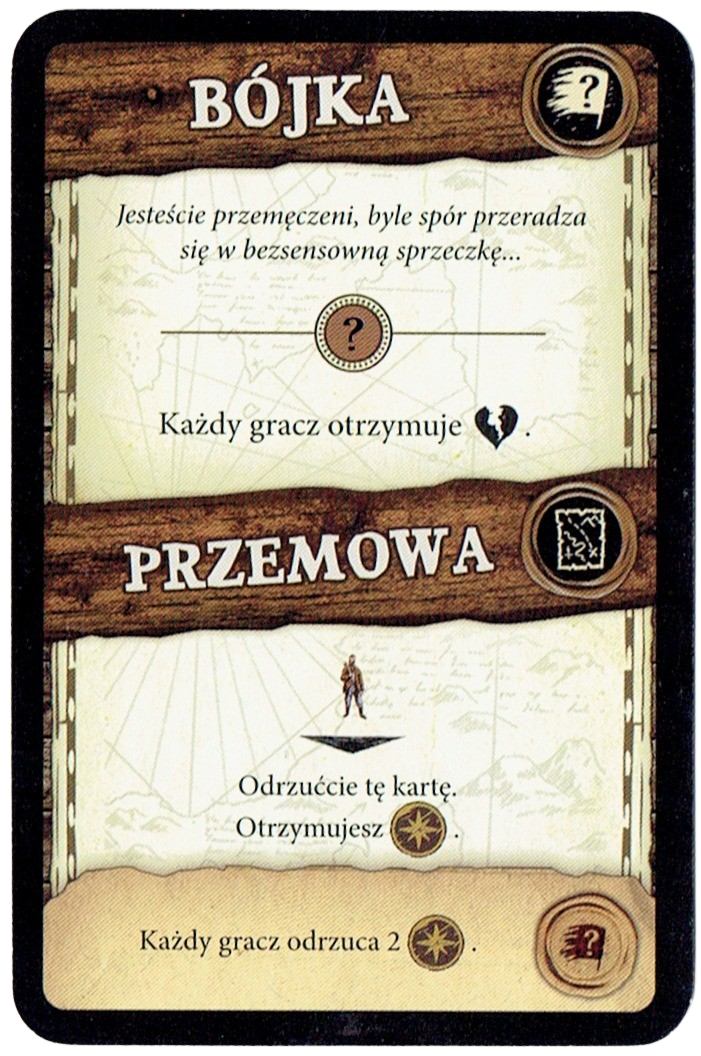 BÓJKA
?
Jesteście przemęczeni, byle spór przeradza
się w bezsensowną sprzeczkę...
?
Każdy gracz otrzymuje .
PRZEMOWA
Odrzućcie tę kartę.
Otrzymujesz .
Każdy gracz odrzuca 2 .
?